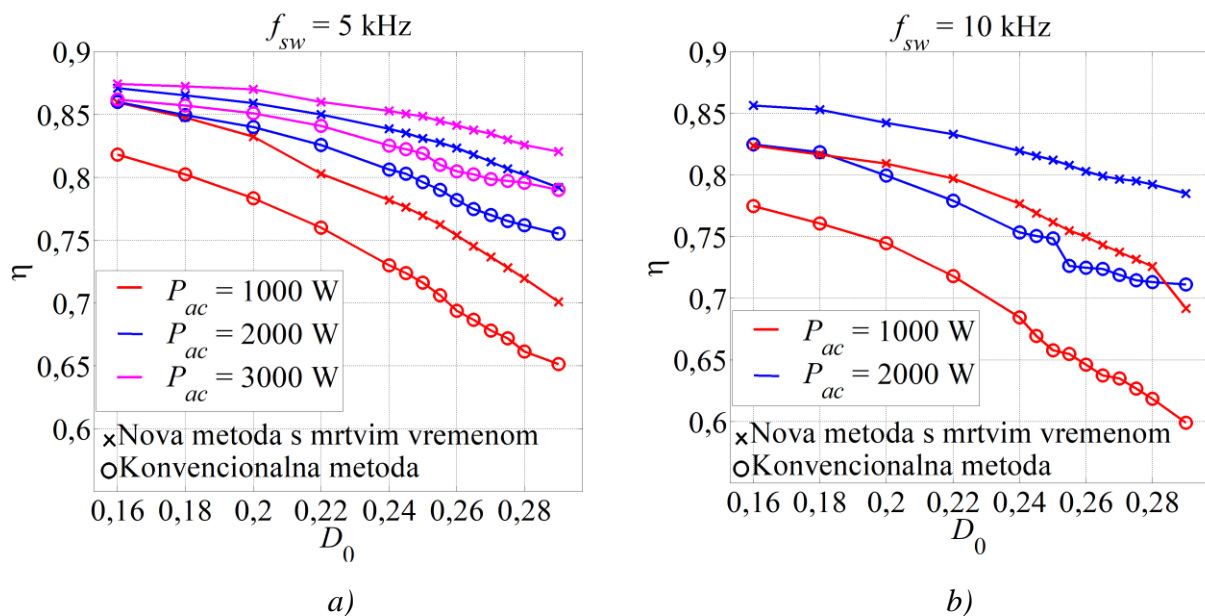 f_sw = 5 kHz
0,9
0,85
0,8
0,75
η
0,7
0,65
0,6
P_ac = 1000 W
P_ac = 2000 W
P_ac = 3000 W
×Nova metoda s mrtvim vremenom
Konvencionalna metoda
0,16 0,18 0,2 0,22 0,24 0,26 0,28
D_0
a)
f_sw = 10 kHz
0,9
0,85
0,8
0,75
η
0,7
0,65
0,6
P_ac = 1000 W
P_ac = 2000 W
×Nova metoda s mrtvim vremenom
Konvencionalna metoda
0,16 0,18 0,2 0,22 0,24 0,26 0,28
D_0
b)